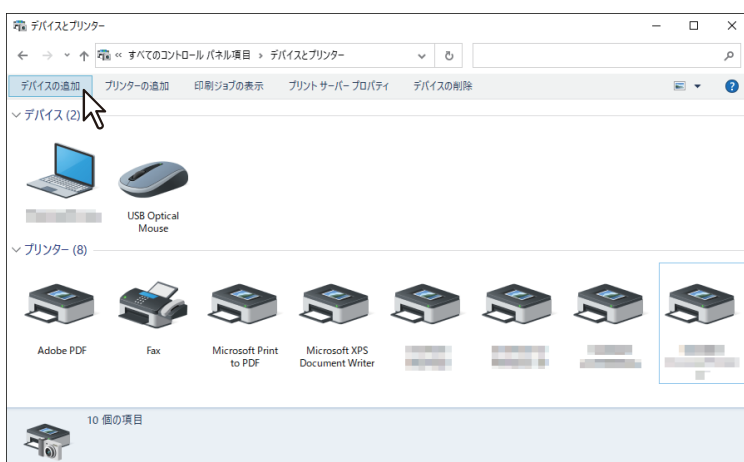 デバイスとプリンター
« すべてのコントロール パネル項目 › デバイスとプリンター
デバイスの追加 プリンターの追加 印刷ジョブの表示 プリント サーバー プロパティ デバイスの削除
デバイス (2)
USB Optical
Mouse
プリンター (8)
Adobe PDF Fax Microsoft Print Microsoft XPS
to PDF Document Writer
10 個の項目